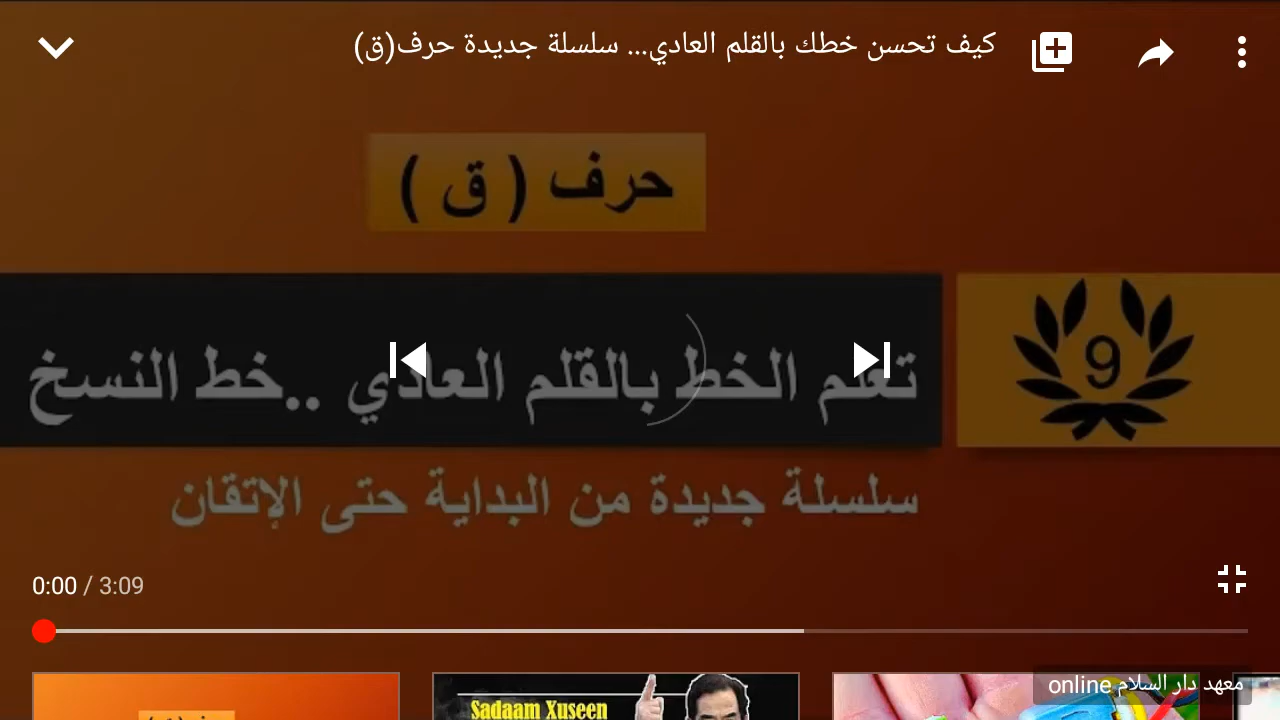 كيف تحسن خطك بالقلم العادي... سلسلة جديدة حرف(ق)
حرف ( ق )
9
تعلم الخط بالقلم العادي ..خط النسخ
سلسلة جديدة من البداية حتى الإتقان
0:00 / 3:09
معهد دار السلام online
Sadaam Xuseen